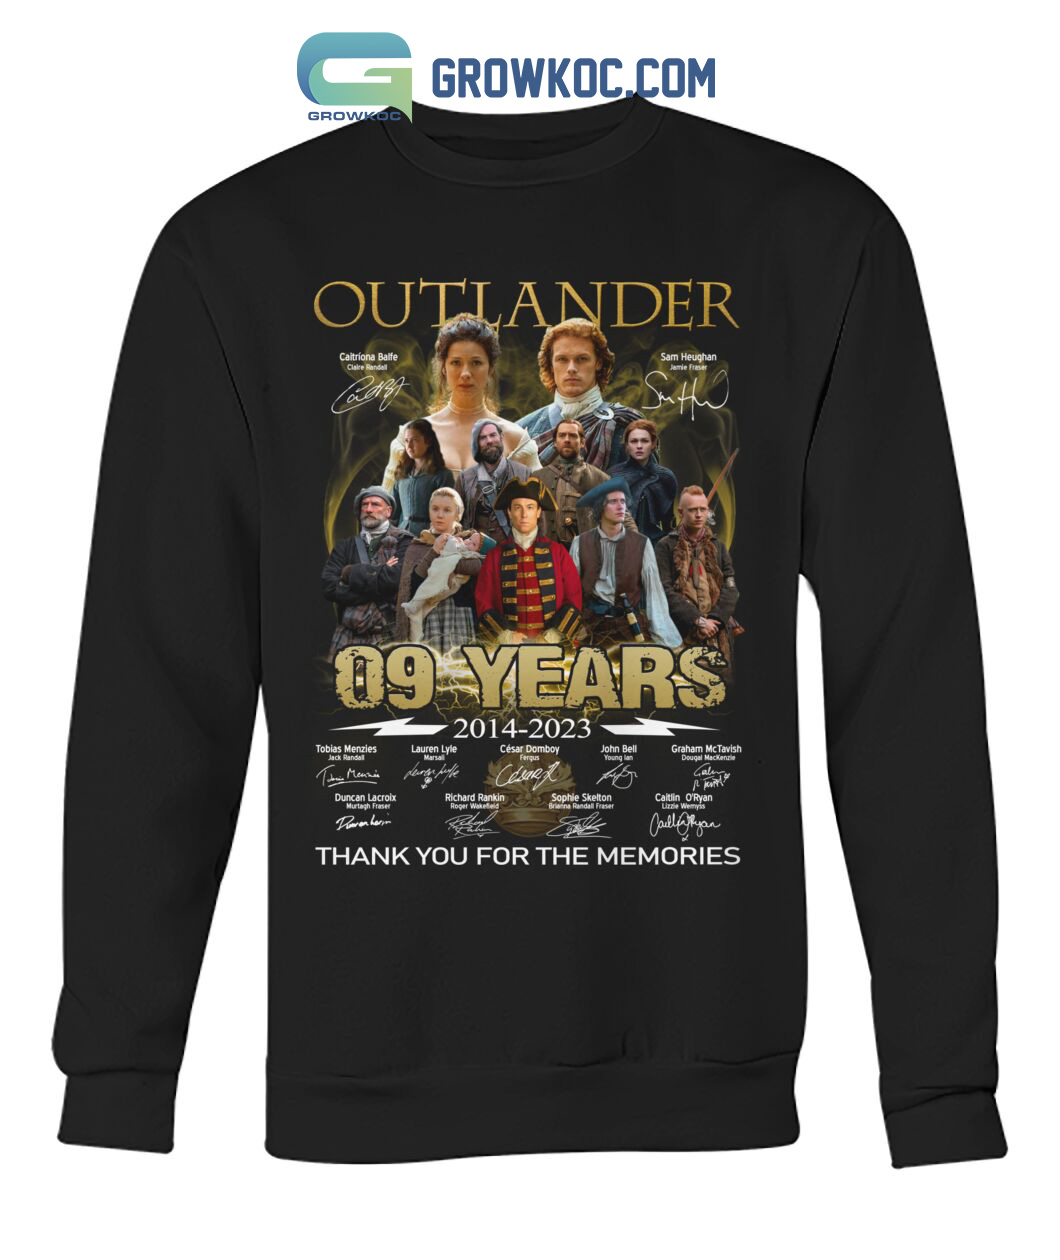 GROWKOC.COM
GROWKOC
OUTLANDER
Caitríona Balfe
Claire Randall
Sam Heughan
Jamie Fraser
09 YEARS
2014-2023
Tobias Menzies
Jack Randall
Lauren Lyle
Marsali
César Domboy
Fergus
John Bell
Young Ian
Graham McTavish
Dougal MacKenzie
Duncan Lacroix
Murtagh Fraser
Richard Rankin
Roger Wakefield
Sophie Skelton
Brianna Randall Fraser
Caitlin O'Ryan
Lizzie Wemyss
THANK YOU FOR THE MEMORIES